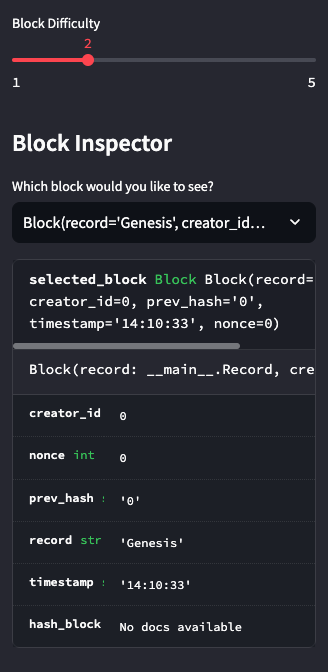 Block Difficulty
2
1 5
Block Inspector
Which block would you like to see?
Block(record='Genesis', creator_id...
selected_block Block Block(record=
creator_id=0, prev_hash='0',
timestamp='14:10:33', nonce=0)
Block(record: __main__.Record, cre
creator_id 0
nonce int 0
prev_hash : '0'
record str 'Genesis'
timestamp : '14:10:33'
hash_block No docs available